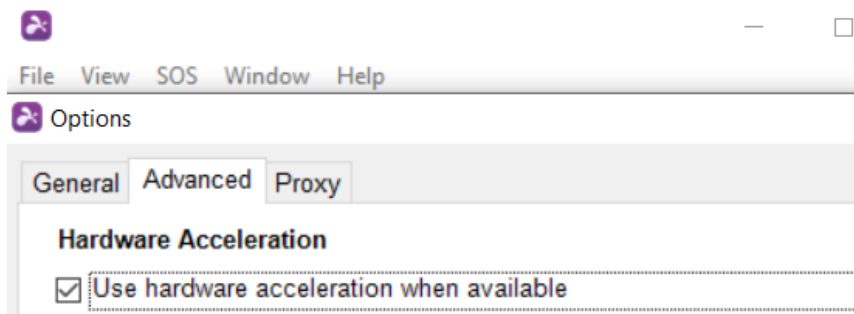 File View SOS Window Help
Options
General Advanced Proxy
Hardware Acceleration
Use hardware acceleration when available